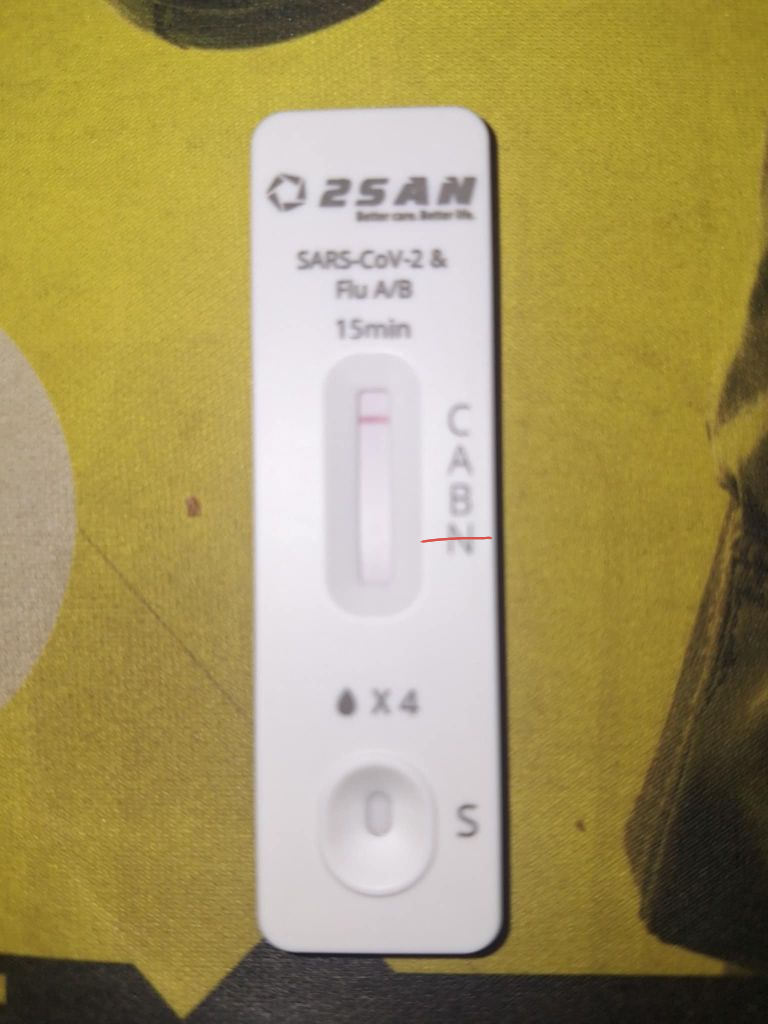 2SAN
Better care. Better life.
SARS-CoV-2 &
Flu A/B
15min
C
A
B
N
X 4
S